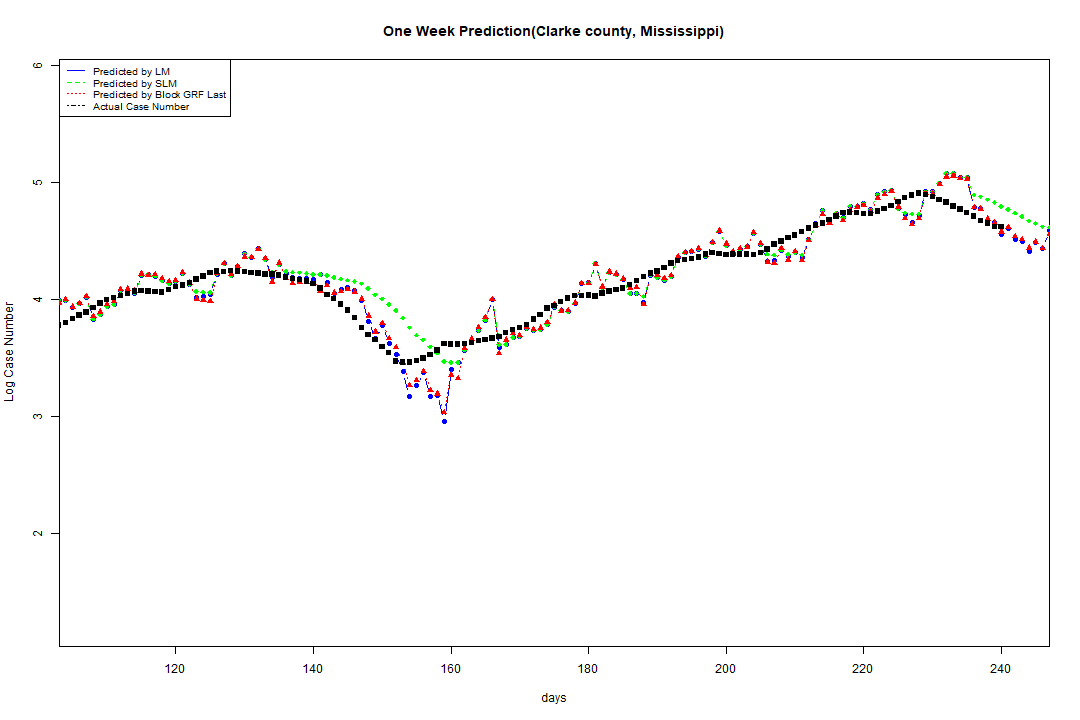 One Week Prediction(Clarke county, Mississippi)
Predicted by LM
Predicted by SLM
Predicted by Block GRF Last
Actual Case Number
6
5
4
3
2
Log Case Number
120 140 160 180 200 220 240
days